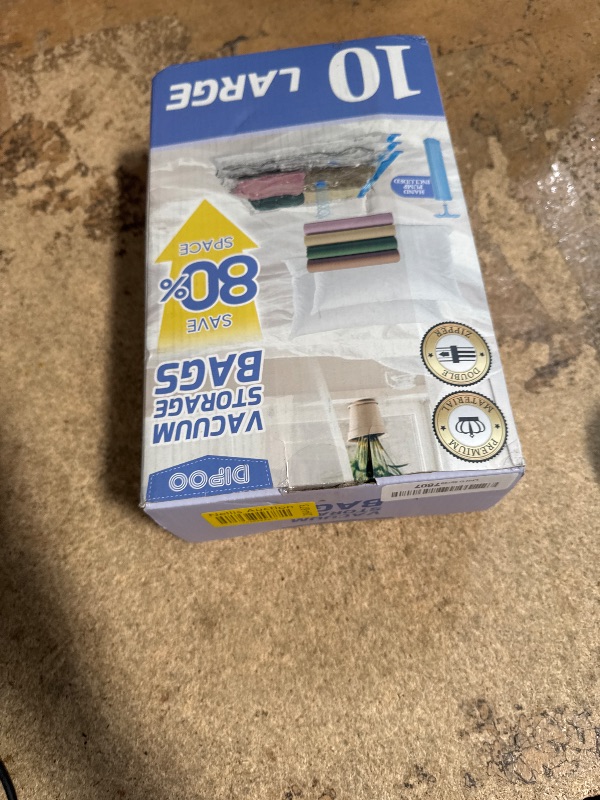 DIPOO
VACUUM
STORAGE
BAGS
SAVE
80%
SPACE
PREMIUM
MATERIAL
DOUBLE
ZIPPER
HAND
PUMP
INCLUDED
10 LARGE